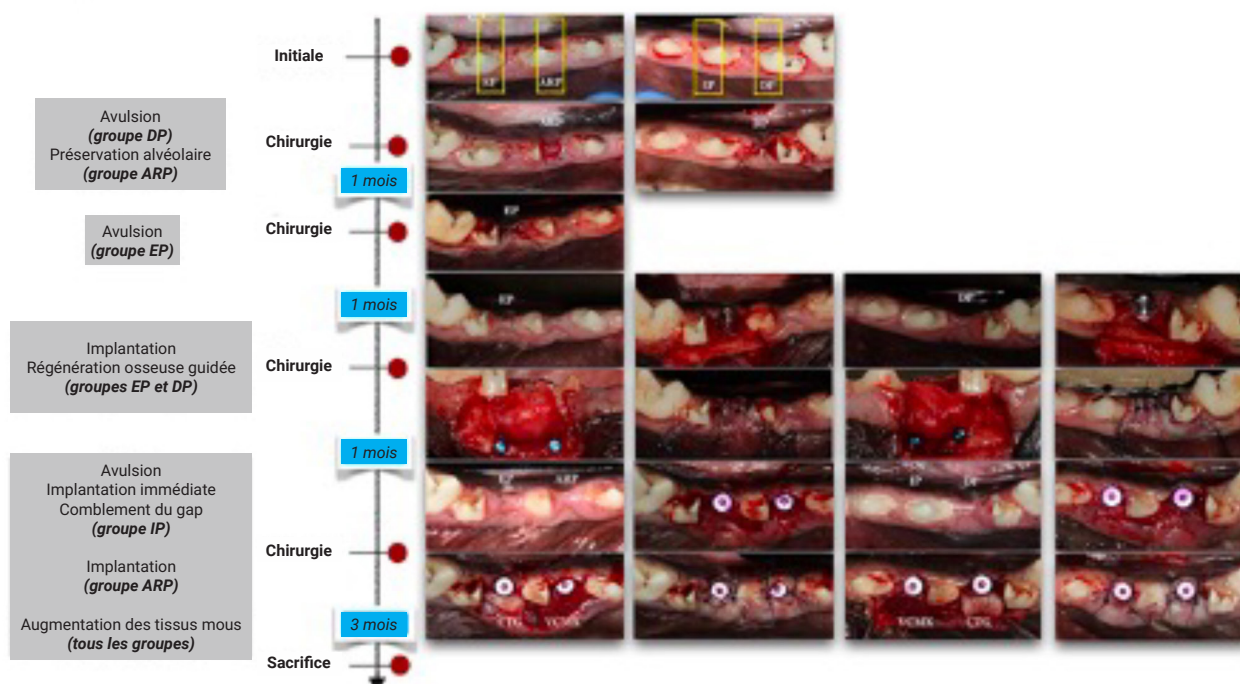 Initiale
EP
ARP
IP
DP
Avulsion
(groupe DP)
Préservation alvéolaire
(groupe ARP)
Chirurgie
ARP
1 mois
Avulsion
(groupe EP)
Chirurgie
EP
1 mois
EP
DP
Implantation
Régénération osseuse guidée
(groupes EP et DP)
Chirurgie
1 mois
Avulsion
Implantation immédiate
Comblement du gap
(groupe IP)
EP
ARP
IP
DP
Implantation
(groupe ARP)
Chirurgie
Augmentation des tissus mous
(tous les groupes)
CTG
VCMX
VCMX
CTG
3 mois
Sacrifice